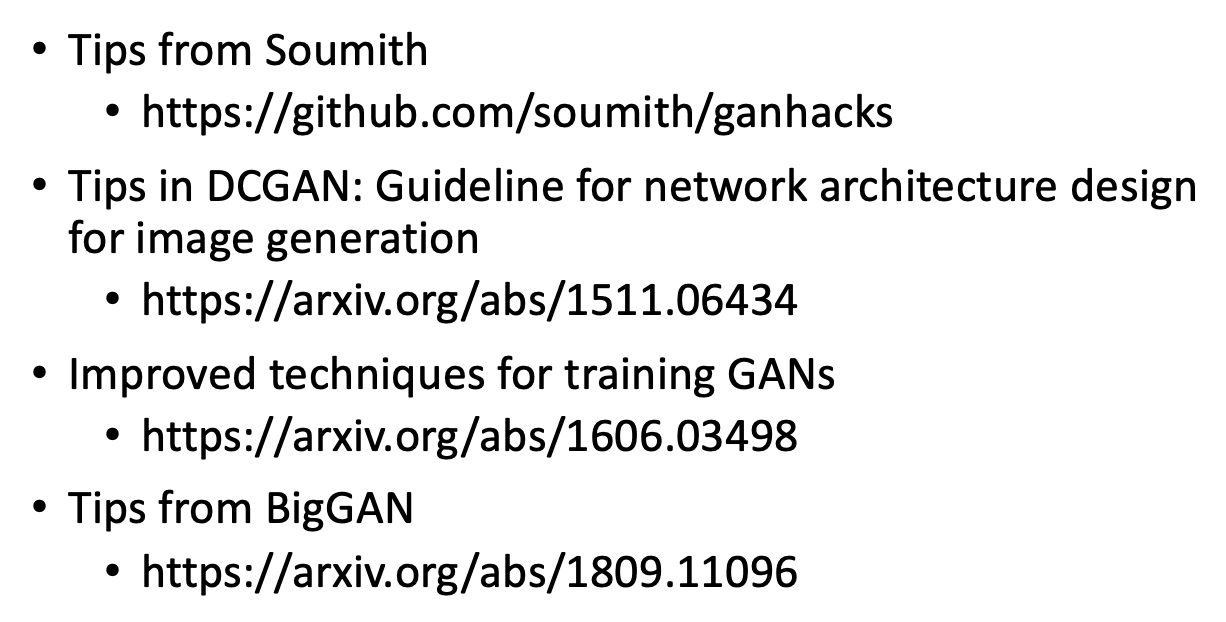 • Tips from Soumith
• https://github.com/soumith/ganhacks
• Tips in DCGAN: Guideline for network architecture design
for image generation
• https://arxiv.org/abs/1511.06434
• Improved techniques for training GANs
• https://arxiv.org/abs/1606.03498
• Tips from BigGAN
• https://arxiv.org/abs/1809.11096